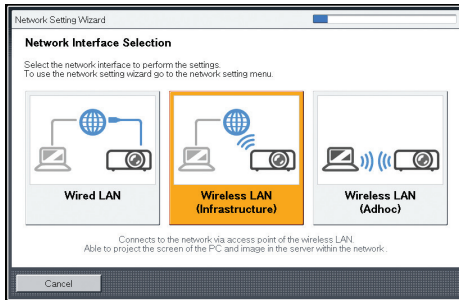 Network Setting Wizard
Network Interface Selection
Select the network interface to perform the settings.
To use the network setting wizard go to the network setting menu.
Wired LAN
Wireless LAN
(Infrastructure)
Wireless LAN
(Adhoc)
Connects to the network via access point of the wireless LAN.
Able to project the screen of the PC and image in the server within the network.
Cancel